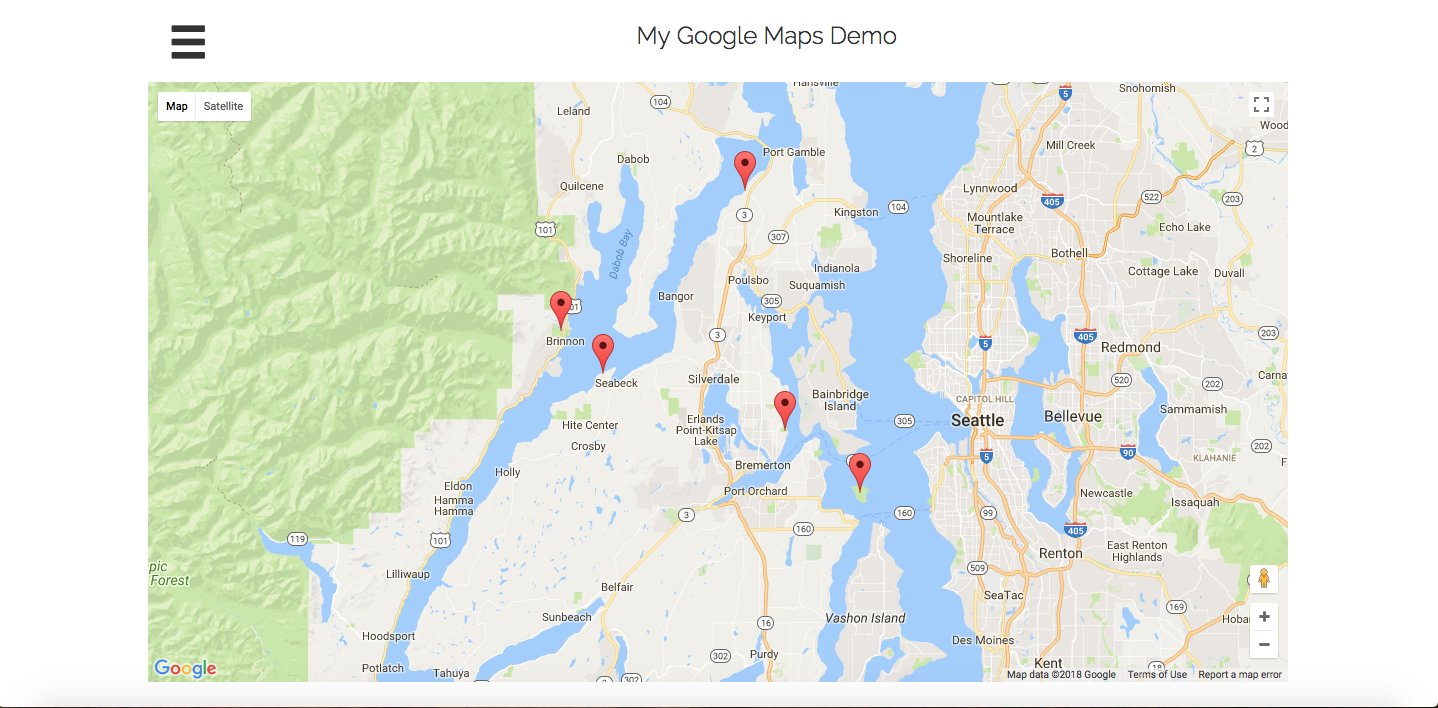 My Google Maps Demo
Map
Satellite
Hansville
Snohomish
5
Leland
104
Wood
Port Gamble
Mill Creek
2
Dabob
Quilcene
Lynnwood
405
522
203
3
Kingston
104
Mountlake
Terrace
101
307
Echo Lake
Dabob Bay
Shoreline
Bothell
Indianola
Cottage Lake
Duvall
Poulsbo
Suquamish
Bangor
305
01
Keyport
3
405
203
Brinnon
5
Redmond
Seabeck
Silverdale
520
202
Carna
Bainbridge
Island
CAPITOL HILL
Sammamish
Hite Center
Erlands
Point-Kitsap
Lake
305
Seattle
Bellevue
Crosby
202
5
90
KLAHANIE
F
Holly
Bremerton
Eldon
Port Orchard
Newcastle
Issaquah
Hamma
Hamma
3
160
99
160
405
119
101
East Renton
Highlands
Renton
pic
Forest
Lilliwaup
509
Belfair
SeaTac
169
Sunbeach
Vashon Island
Hobar
16
Hoodsport
Des Moines
302
Purdy
Potlatch
Tahuya
Kent
18
302
Google
Map data ©2018 Google
Terms of Use
Report a map error